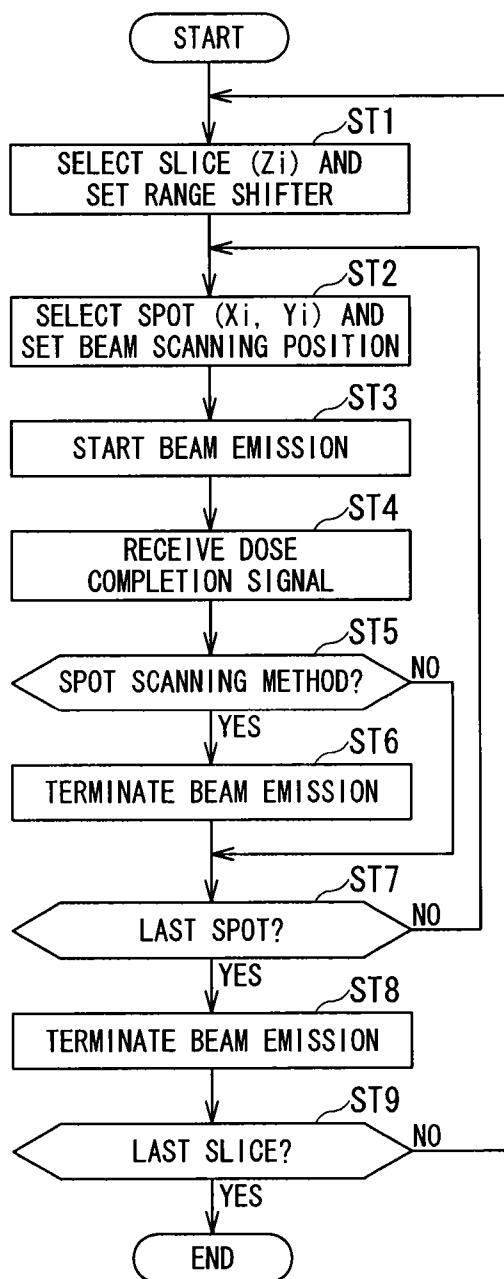 START
ST1
SELECT SLICE (Zi) AND
SET RANGE SHIFTER
ST2
SELECT SPOT (Xi, Yi) AND
SET BEAM SCANNING POSITION
ST3
START BEAM EMISSION
ST4
RECEIVE DOSE
COMPLETION SIGNAL
ST5
SPOT SCANNING METHOD?
NO
YES
ST6
TERMINATE BEAM EMISSION
ST7
LAST SPOT?
NO
YES
ST8
TERMINATE BEAM EMISSION
ST9
LAST SLICE?
NO
YES
END